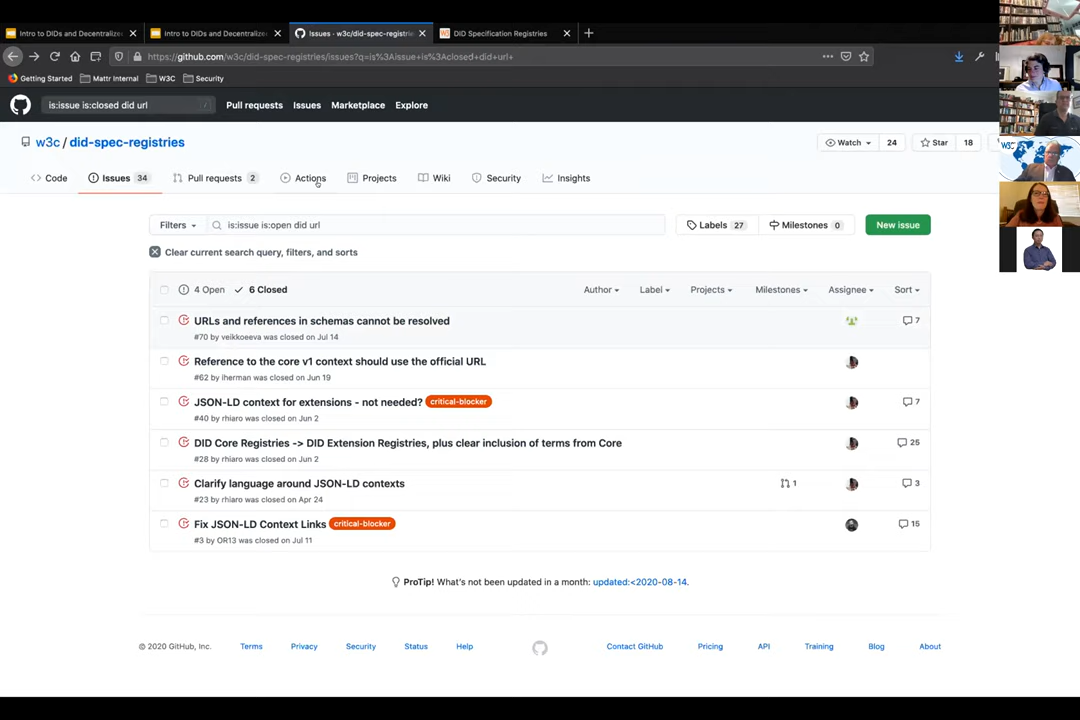 Intro to DIDs and Decentralize
Intro to DIDs and Decentralize
Issues · w3c/did-spec-registrie
DID Specification Registries
https://github.com/w3c/did-spec-registries/issues?q=is%3Aissue+is%3Aclosed+did+url+
Getting Started
Mattr Internal
W3C
Security
is:issue is:closed did url
/
Pull requests
Issues
Marketplace
Explore
w3c / did-spec-registries
Watch
24
Star
18
Code
Issues 34
Pull requests 2
Actions
Projects
Wiki
Security
Insights
Filters
is:issue is:open did url
Labels 27
Milestones 0
New issue
Clear current search query, filters, and sorts
4 Open
6 Closed
Author
Label
Projects
Milestones
Assignee
Sort
URLs and references in schemas cannot be resolved
7
#70 by veikkoeeva was closed on Jul 14
Reference to the core v1 context should use the official URL
#62 by iherman was closed on Jun 19
JSON-LD context for extensions - not needed? critical-blocker
7
#40 by rhiaro was closed on Jun 2
DID Core Registries -> DID Extension Registries, plus clear inclusion of terms from Core
25
#28 by rhiaro was closed on Jun 2
Clarify language around JSON-LD contexts
1
3
#23 by rhiaro was closed on Apr 24
Fix JSON-LD Context Links critical-blocker
15
#3 by OR13 was closed on Jul 11
ProTip! What's not been updated in a month: updated:<2020-08-14.
© 2020 GitHub, Inc.
Terms
Privacy
Security
Status
Help
Contact GitHub
Pricing
API
Training
Blog
About
W3C